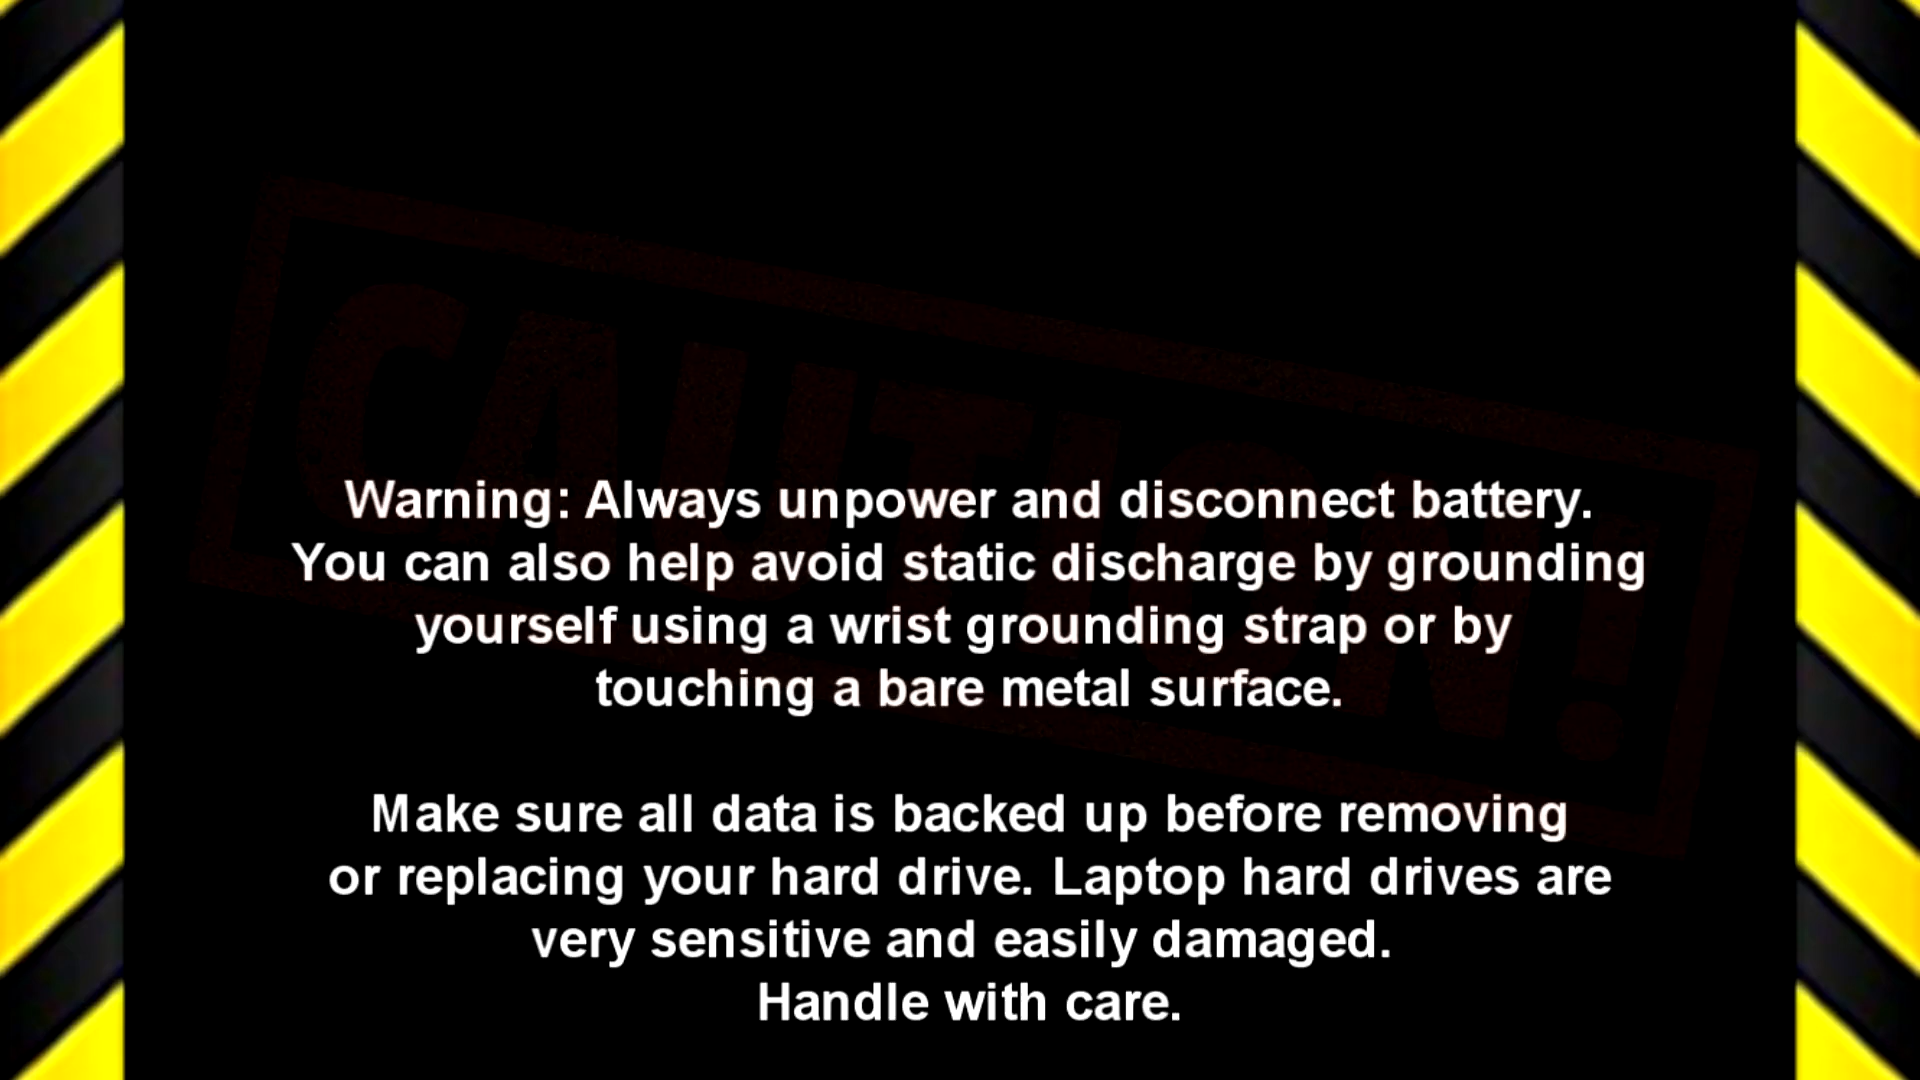 CAUTION!
Warning: Always unpower and disconnect battery.
You can also help avoid static discharge by grounding
yourself using a wrist grounding strap or by
touching a bare metal surface.
Make sure all data is backed up before removing
or replacing your hard drive. Laptop hard drives are
very sensitive and easily damaged.
Handle with care.